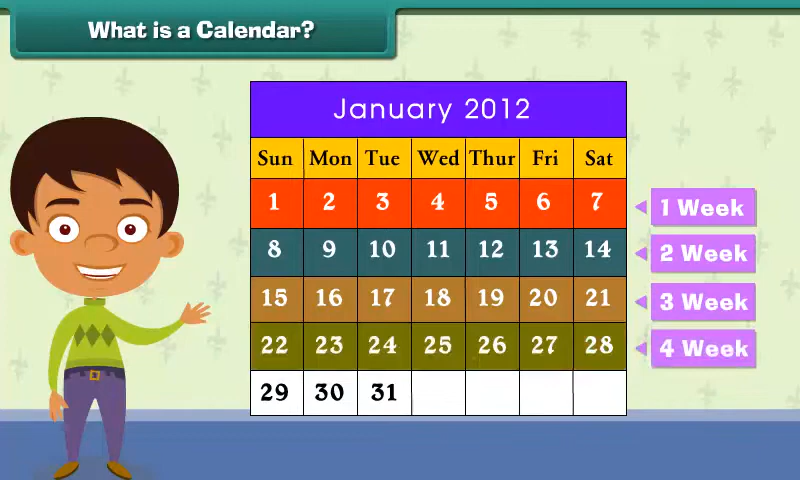 What is a Calendar?
January 2012
Sun Mon Tue Wed Thur Fri Sat
1 2 3 4 5 6 7 1 Week
8 9 10 11 12 13 14 2 Week
15 16 17 18 19 20 21 3 Week
22 23 24 25 26 27 28 4 Week
29 30 31